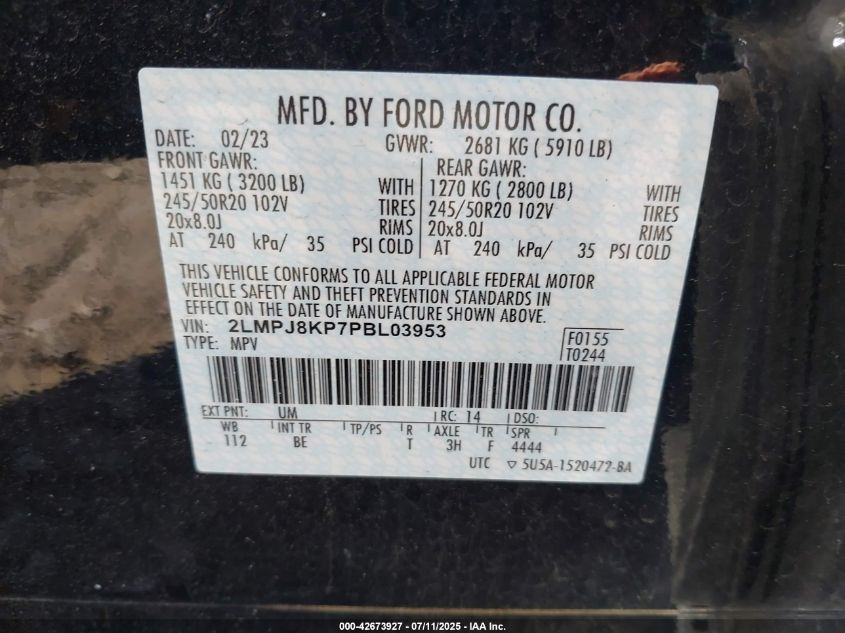 MFD. BY FORD MOTOR CO.
DATE: 02/23 GVWR: 2681 KG ( 5910 LB)
FRONT GAWR: REAR GAWR:
1451 KG ( 3200 LB) WITH 1270 KG ( 2800 LB) WITH
245/50R20 102V TIRES 245/50R20 102V TIRES
20x8.0J RIMS 20x8.0J RIMS
AT 240 kPa/ 35 PSI COLD AT 240 kPa/ 35 PSI COLD
THIS VEHICLE CONFORMS TO ALL APPLICABLE FEDERAL MOTOR
VEHICLE SAFETY AND THEFT PREVENTION STANDARDS IN
EFFECT ON THE DATE OF MANUFACTURE SHOWN ABOVE.
VIN: 2LMPJ8KP7PBL03953 F0155
TYPE: MPV T0244
EXT PNT: UM RC: 14 DSO:
WB INT TR TP/PS R AXLE TR SPR
112 BE T 3H F 4444
UTC ▽ 5U5A-1520472-BA
000-42673927 - 07/11/2025 - IAA Inc.